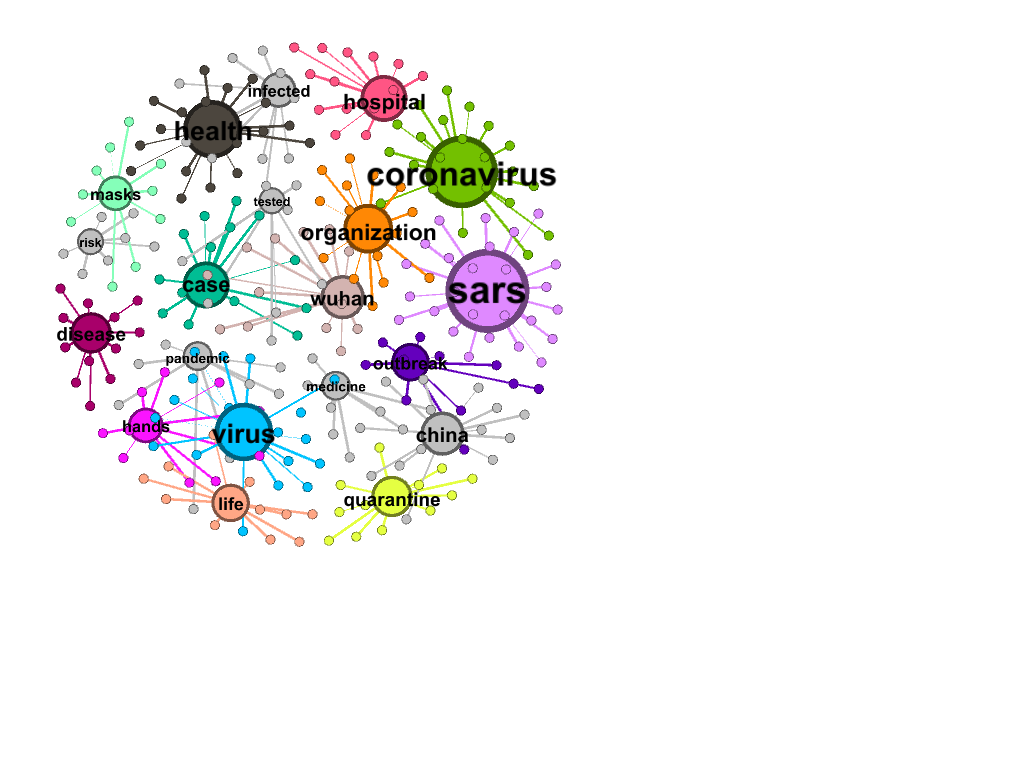 infected
hospital
health
coronavirus
masks
tested
organization
risk
case
sars
wuhan
disease
pandemic
outbreak
medicine
hands
virus
china
quarantine
life